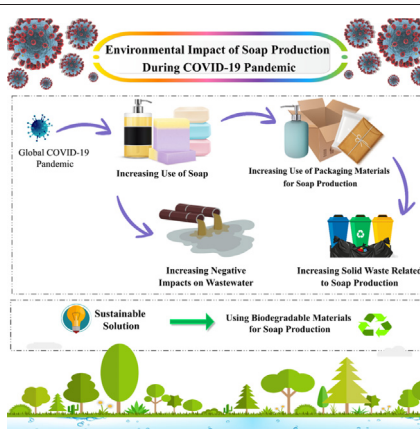 Environmental Impact of Soap Production
During COVID-19 Pandemic
Global COVID-19
Pandemic
Increasing Use of Soap
Increasing Use of Packaging Materials
for Soap Production
Increasing Negative
Impacts on Wastewater
Increasing Solid Waste Related
to Soap Production
Sustainable
Solution
Using Biodegradable Materials
for Soap Production